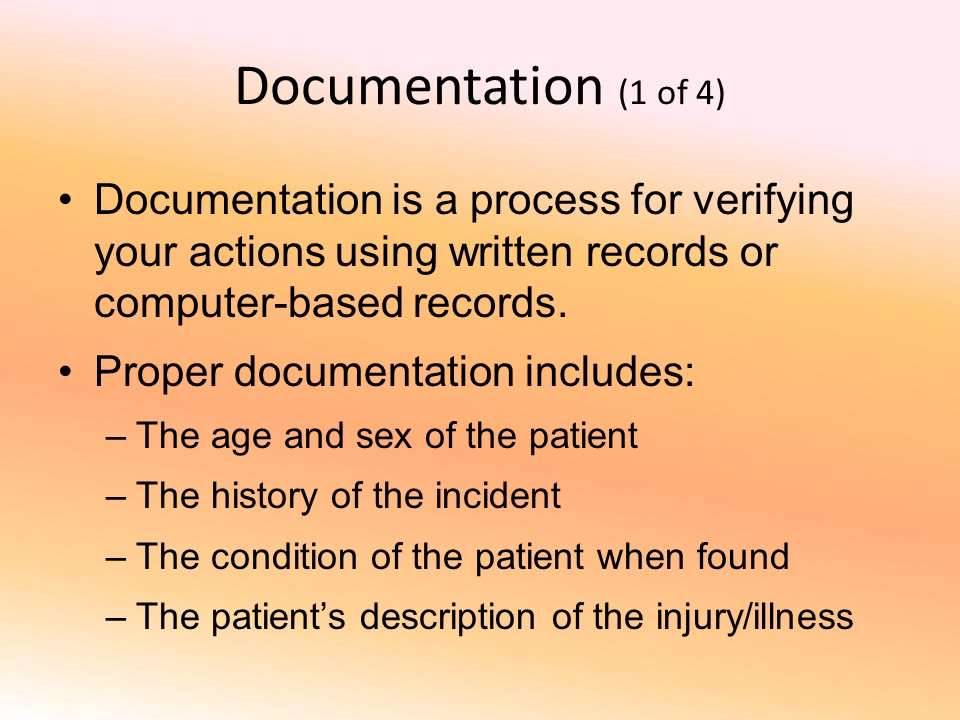 Documentation (1 of 4)
• Documentation is a process for verifying
your actions using written records or
computer-based records.
• Proper documentation includes:
– The age and sex of the patient
– The history of the incident
– The condition of the patient when found
– The patient’s description of the injury/illness